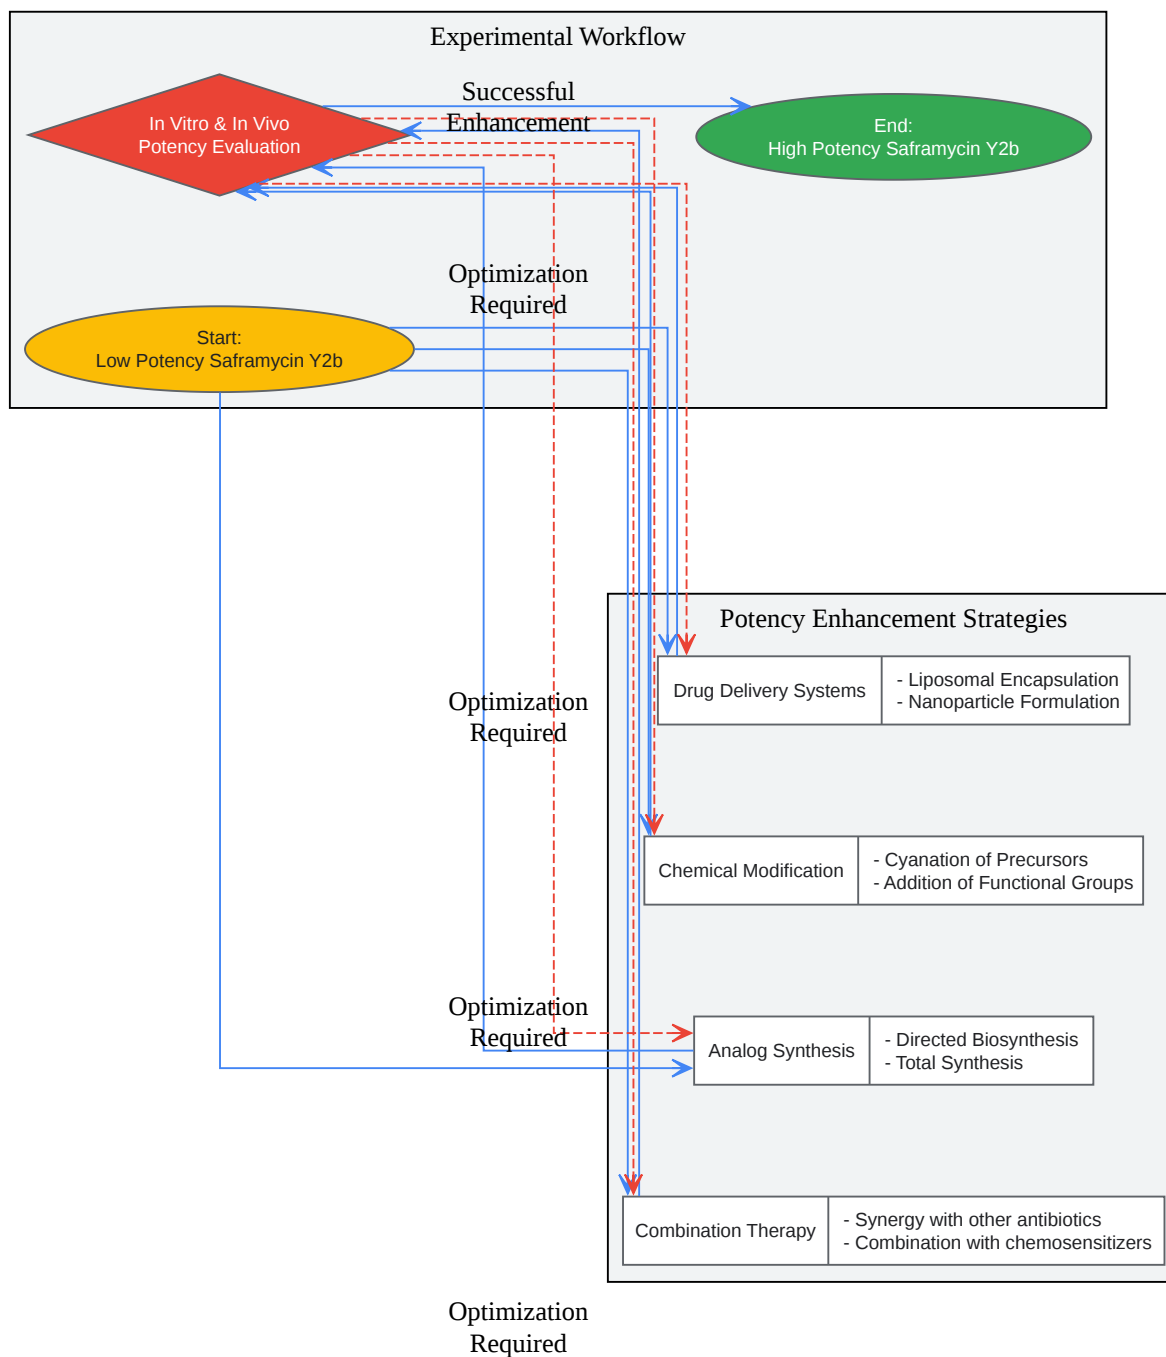 Experimental Workflow
Successful
Enhancement
In Vitro & In Vivo
Potency Evaluation
End:
High Potency Saframycin Y2b
Optimization
Required
Start:
Low Potency Saframycin Y2b
Potency Enhancement Strategies
Drug Delivery Systems
- Liposomal Encapsulation
- Nanoparticle Formulation
Optimization
Required
Chemical Modification
- Cyanation of Precursors
- Addition of Functional Groups
Optimization
Required
Analog Synthesis
- Directed Biosynthesis
- Total Synthesis
Combination Therapy
- Synergy with other antibiotics
- Combination with chemosensitizers
Optimization
Required